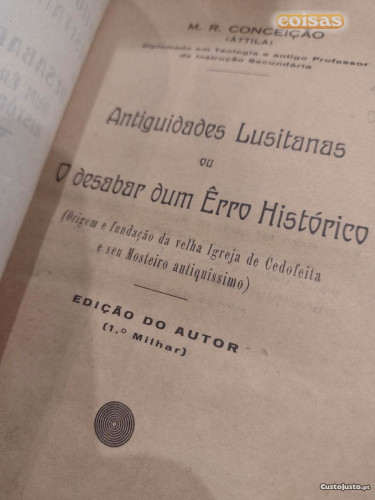 coisas
M. R. CONCEIÇÃO
(ÁTTILA)
Diplomado em Teologia e antigo Professor
de Instrução Secundária
Antiguidades Lusitanas
ou
O desabar dum Êrro Histórico
(Origem e fundação da velha Igreja de Cedofeita
e seu Mosteiro antiquíssimo)
EDIÇÃO DO AUTOR
(1.º Milhar)
CustoJusto.pt